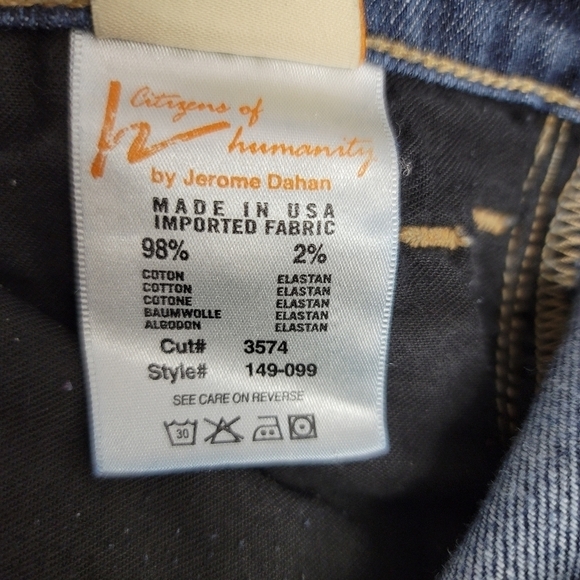 Citizens of
humanity
by Jerome Dahan
MADE IN USA
IMPORTED FABRIC
98% 2%
COTON ELASTAN
COTTON ELASTAN
COTONE ELASTAN
BAUMWOLLE ELASTAN
ALGODON ELASTAN
Cut# 3574
Style# 149-099
SEE CARE ON REVERSE
30